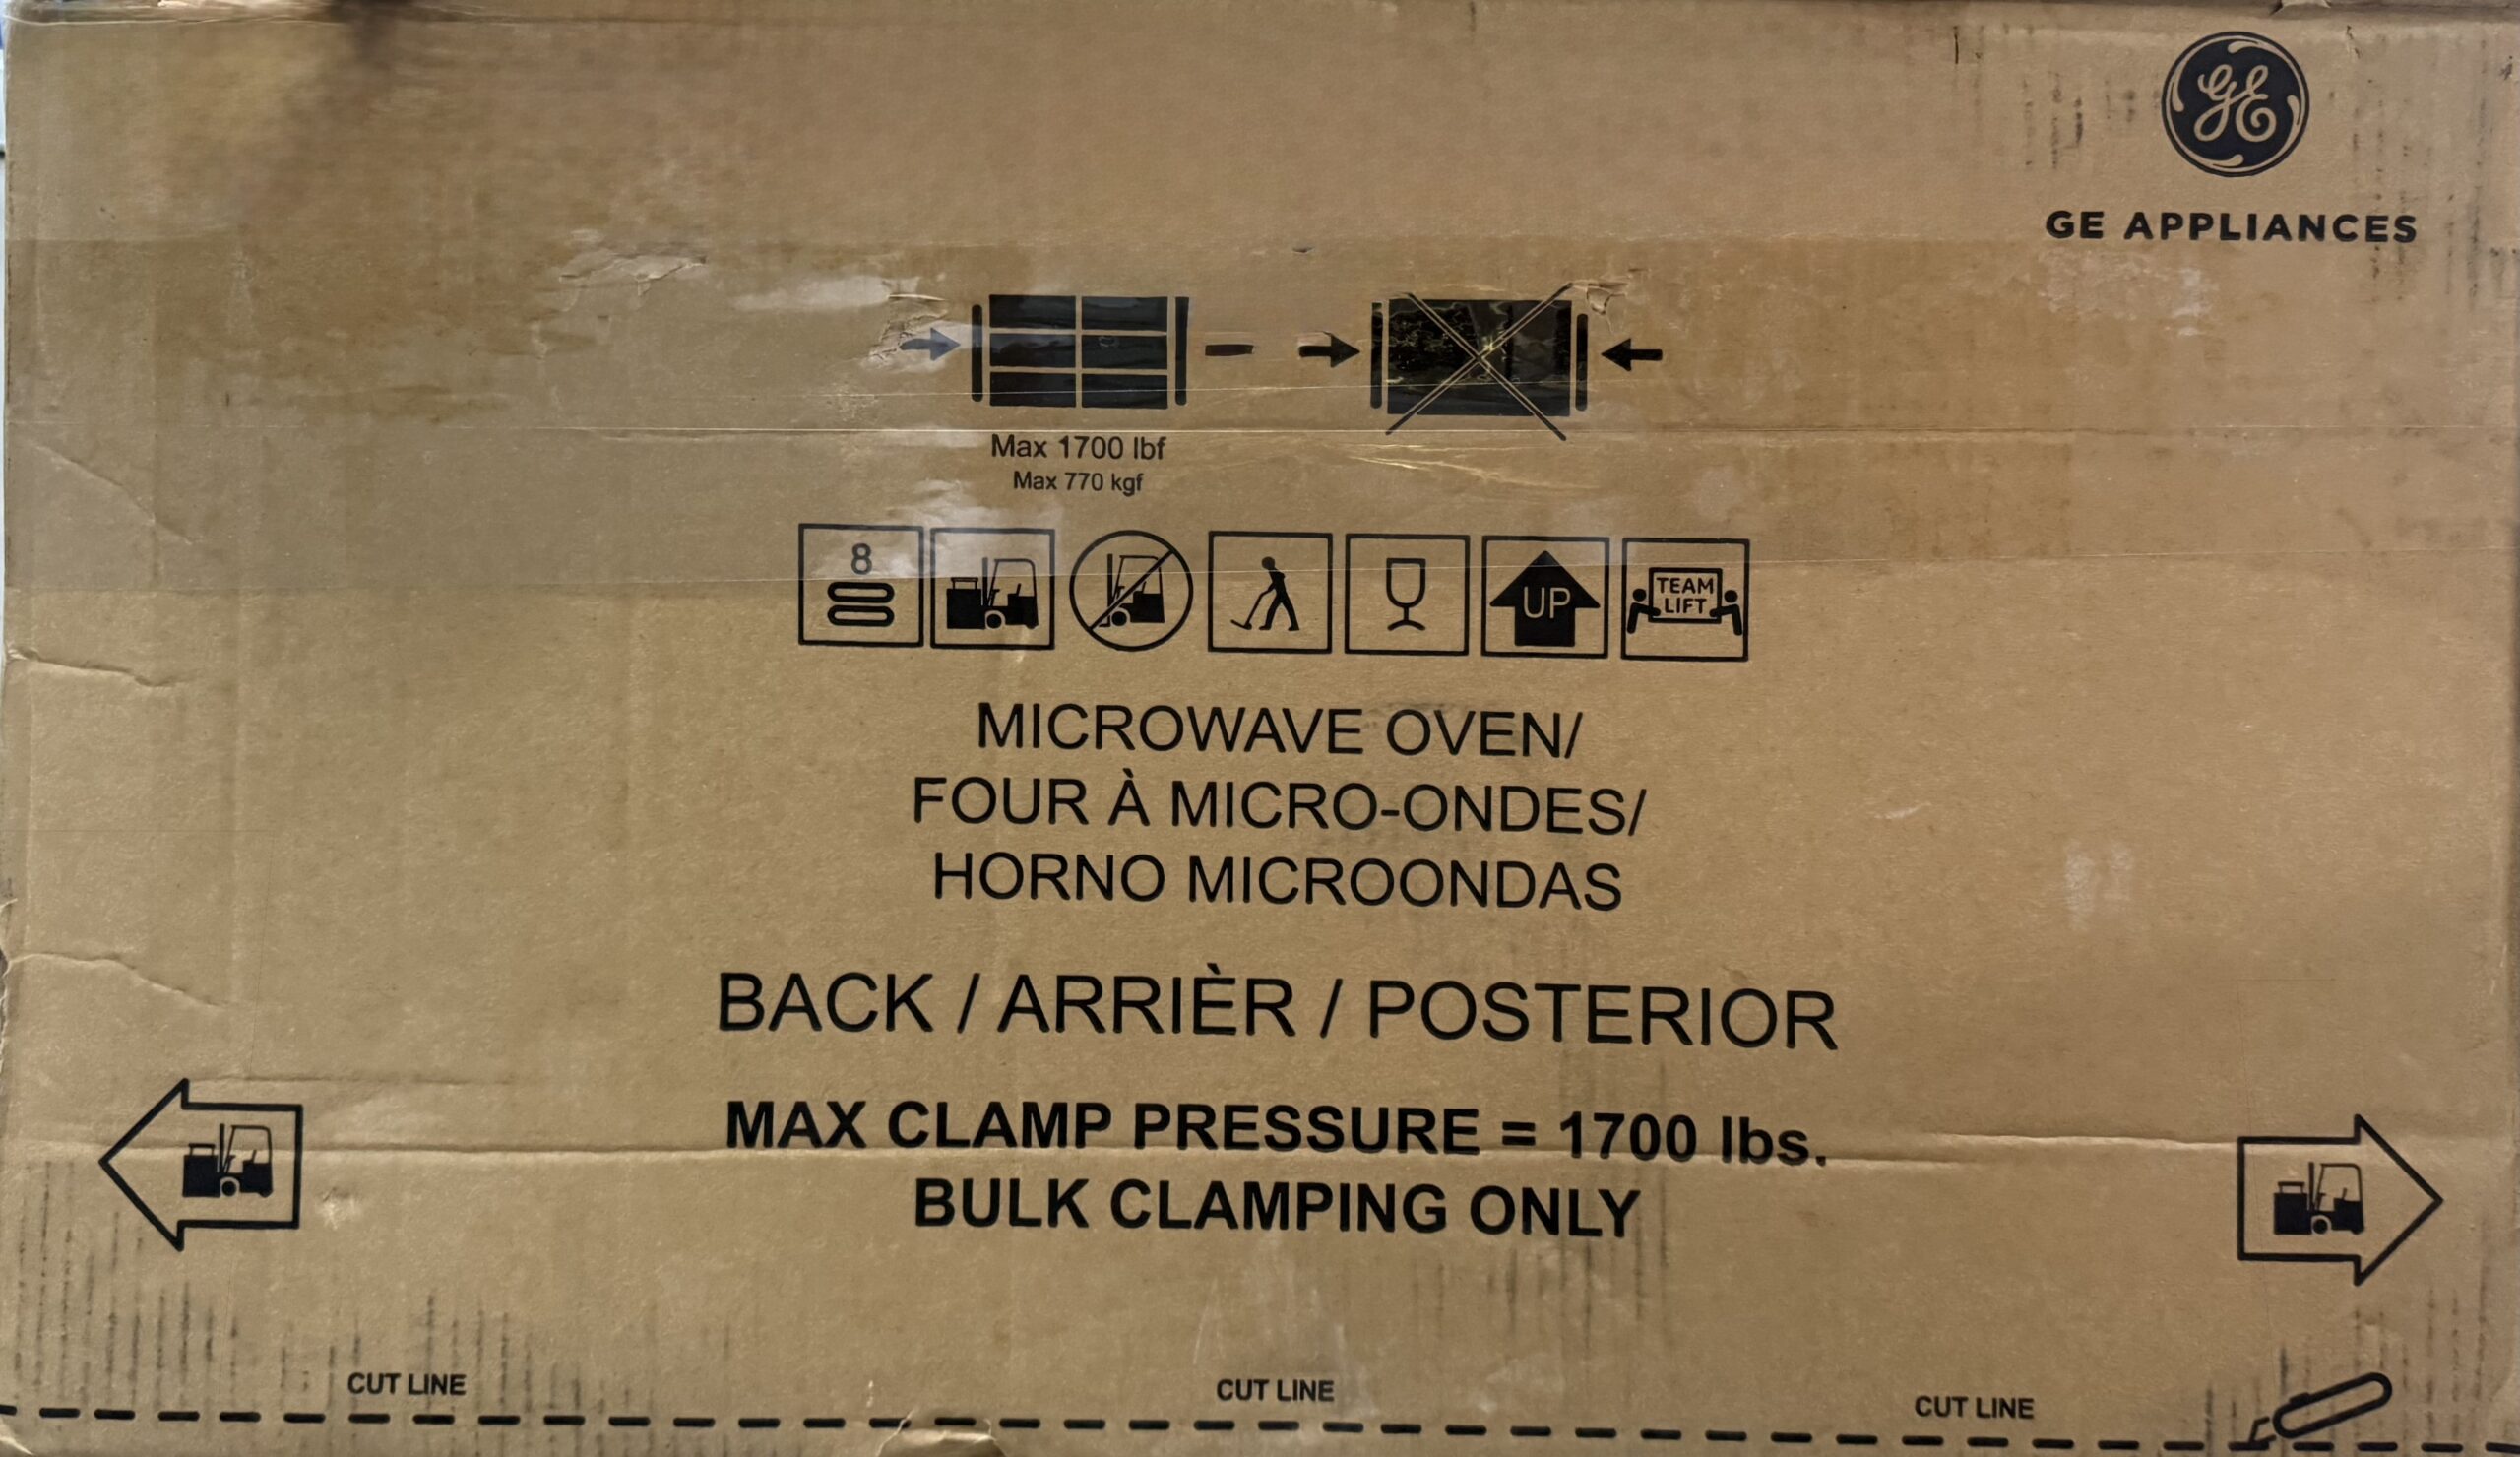 GE
GE APPLIANCES
Max 1700 lbf
Max 770 kgf
8
UP
TEAM
LIFT
MICROWAVE OVEN/
FOUR À MICRO-ONDES/
HORNO MICROONDAS
BACK / ARRIÈR / POSTERIOR
MAX CLAMP PRESSURE = 1700 lbs.
BULK CLAMPING ONLY
CUT LINE
CUT LINE
CUT LINE